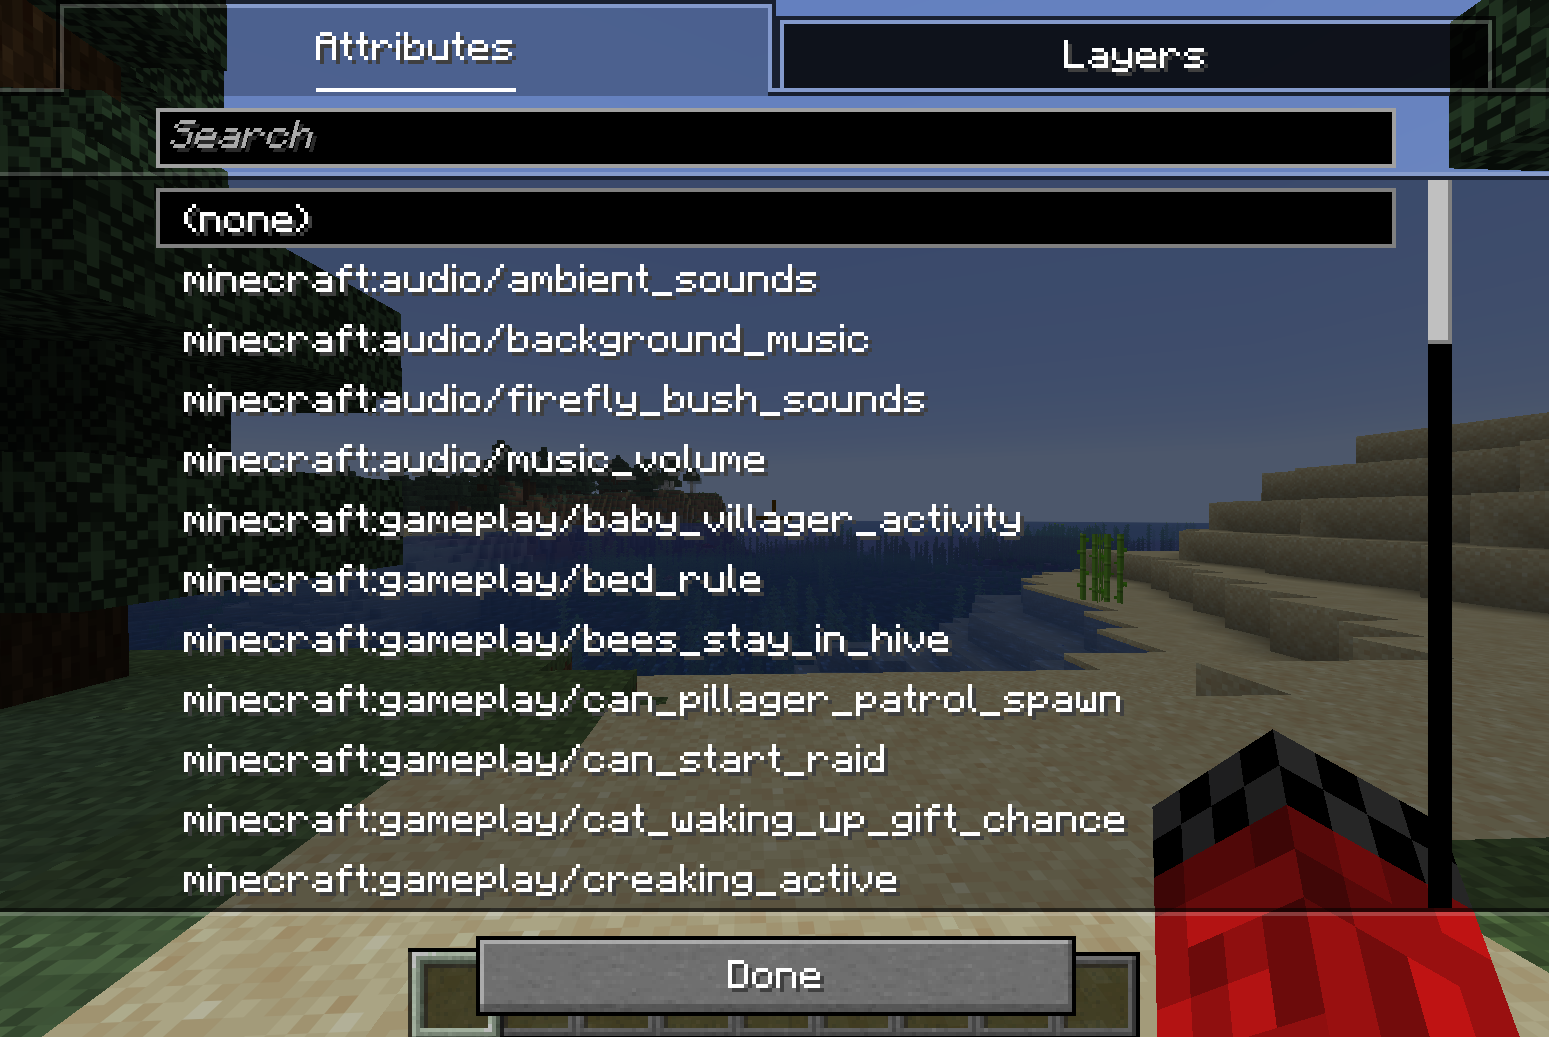 Attributes
Layers
Search
(none)
minecraft:audio/ambient_sounds
minecraft:audio/background_music
minecraft:audio/firefly_bush_sounds
minecraft:audio/music_volume
minecraft:gameplay/baby_villager_activity
minecraft:gameplay/bed_rule
minecraft:gameplay/bees_stay_in_hive
minecraft:gameplay/can_pillager_patrol_spawn
minecraft:gameplay/can_start_raid
minecraft:gameplay/cat_waking_up_gift_chance
minecraft:gameplay/creaking_active
Done